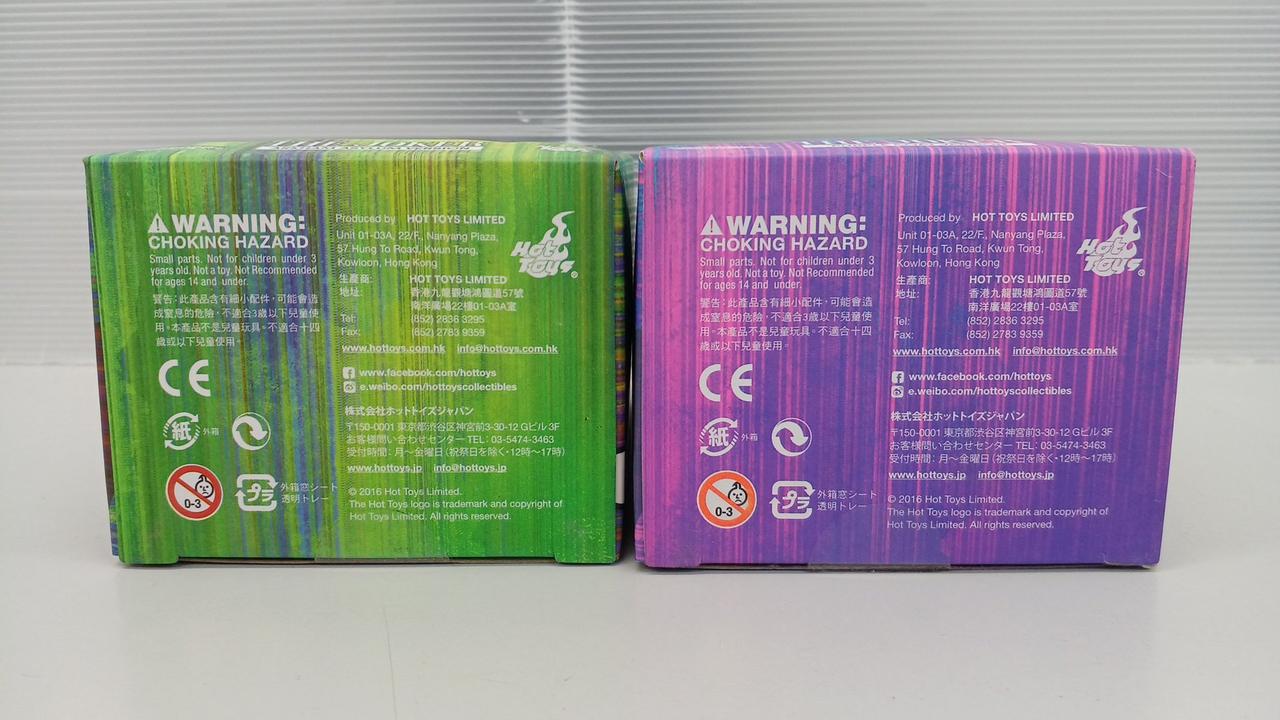 THE JOKER
WARNING:
CHOKING HAZARD
Small parts. Not for children under 3
years old. Not a toy. Not Recommended
for ages 14 and under.
警告：此產品含有細小配件，可能會造
成窒息的危險，不適合3歲以下兒童使
用。本產品不是兒童玩具。不適合十四
歲或以下兒童使用。
CE
紙 外箱
0-3
プラ 外箱窓シート
透明トレー
Produced by HOT TOYS LIMITED
Unit 01-03A, 22/F., Nanyang Plaza,
57 Hung To Road, Kwun Tong,
Kowloon, Hong Kong
生產商: HOT TOYS LIMITED
地址: 香港九龍觀塘鴻圖道57號
南洋廣場22樓01-03A室
Tel: (852) 2836 3295
Fax: (852) 2783 9359
www.hottoys.com.hk info@hottoys.com.hk
www.facebook.com/hottoys
e.weibo.com/hottoyscollectibles
株式会社ホットトイズジャパン
〒150-0001 東京都渋谷区神宮前3-30-12 Gビル3F
お客様問い合わせセンター TEL: 03-5474-3463
受付時間：月〜金曜日（祝祭日を除く・12時〜17時）
www.hottoys.jp info@hottoys.jp
© 2016 Hot Toys Limited.
The Hot Toys logo is trademark and copyright of
Hot Toys Limited. All rights reserved.
Hot
Toys®
WARNING:
CHOKING HAZARD
Small parts. Not for children under 3
years old. Not a toy. Not Recommended
for ages 14 and under.
警告：此產品含有細小配件，可能會造
成窒息的危險，不適合3歲以下兒童使
用。本產品不是兒童玩具。不適合十四
歲或以下兒童使用。
CE
紙 外箱
0-3
プラ 外箱窓シート
透明トレー
Produced by HOT TOYS LIMITED
Unit 01-03A, 22/F., Nanyang Plaza,
57 Hung To Road, Kwun Tong,
Kowloon, Hong Kong
生產商: HOT TOYS LIMITED
地址: 香港九龍觀塘鴻圖道57號
南洋廣場22樓01-03A室
Tel: (852) 2836 3295
Fax: (852) 2783 9359
www.hottoys.com.hk info@hottoys.com.hk
www.facebook.com/hottoys
e.weibo.com/hottoyscollectibles
株式会社ホットトイズジャパン
〒150-0001 東京都渋谷区神宮前3-30-12 Gビル3F
お客様問い合わせセンター TEL: 03-5474-3463
受付時間：月〜金曜日（祝祭日を除く・12時〜17時）
www.hottoys.jp info@hottoys.jp
© 2016 Hot Toys Limited.
The Hot Toys logo is trademark and copyright of
Hot Toys Limited. All rights reserved.
Hot
Toys®